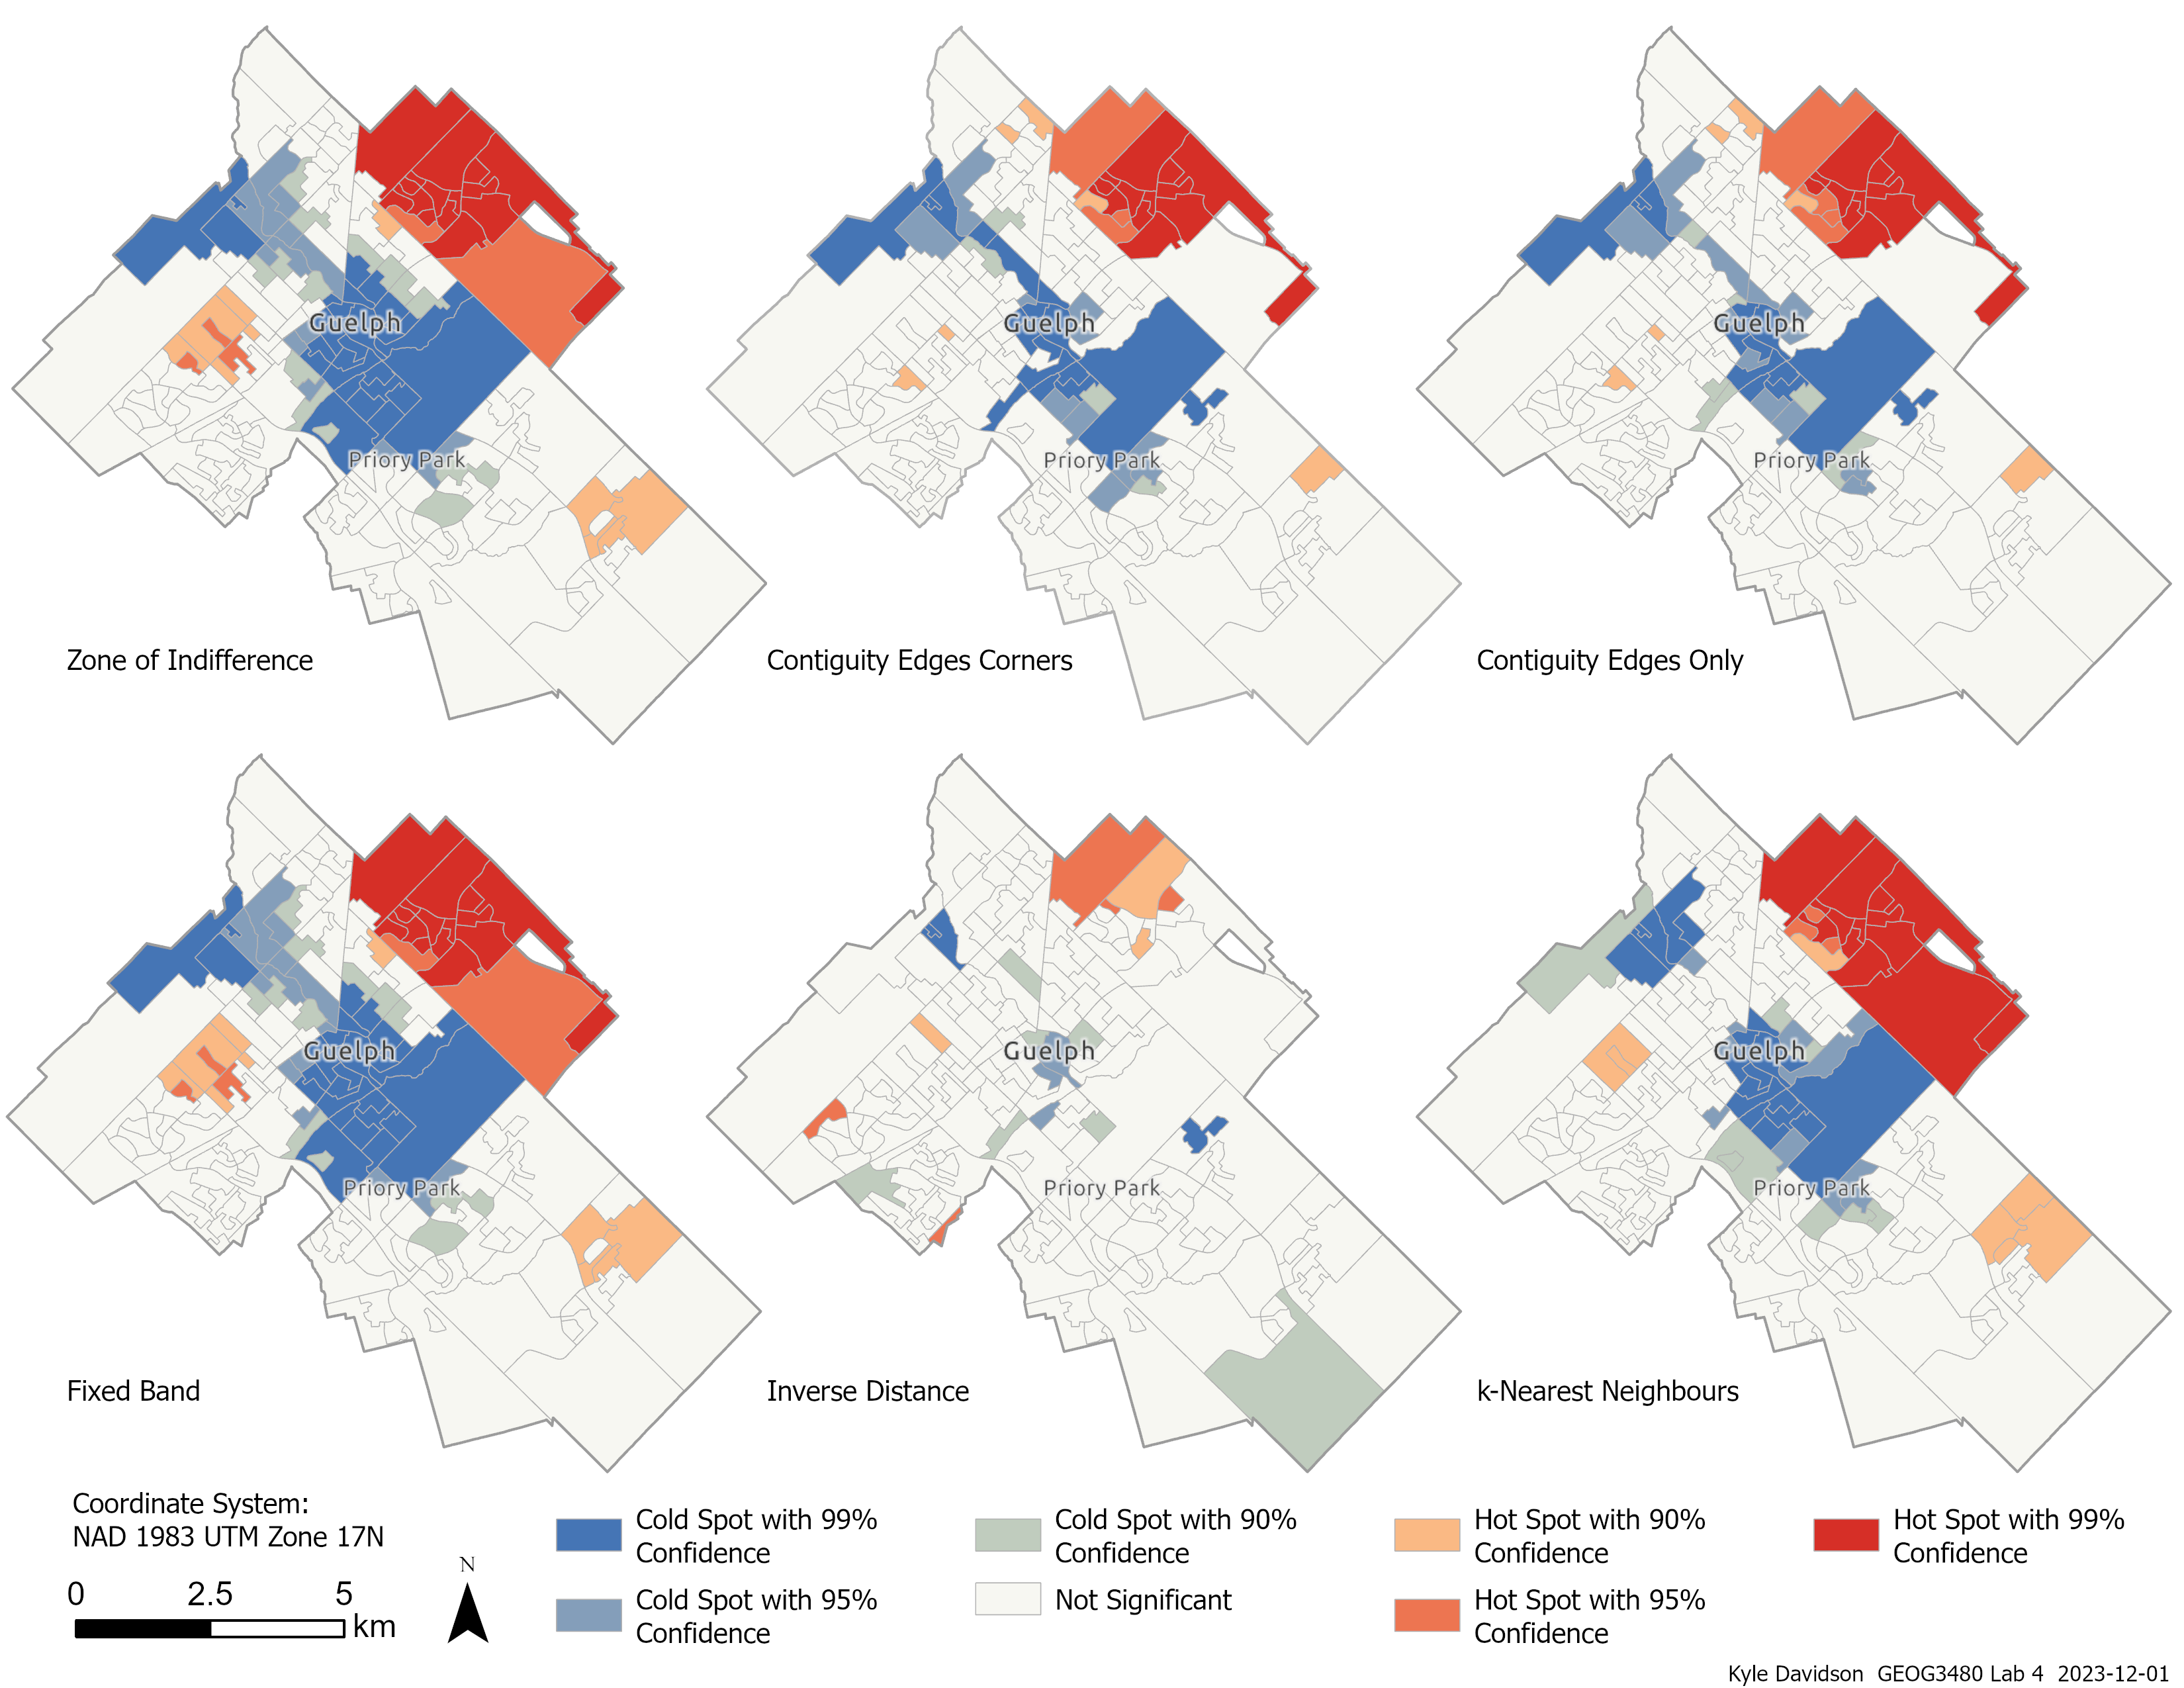 Guelph
Priory Park
Zone of Indifference
Guelph
Priory Park
Contiguity Edges Corners
Guelph
Priory Park
Contiguity Edges Only
Guelph
Priory Park
Fixed Band
Guelph
Priory Park
Inverse Distance
Guelph
Priory Park
k-Nearest Neighbours
Coordinate System:
NAD 1983 UTM Zone 17N
0 2.5 5
km
N
Cold Spot with 99%
Confidence
Cold Spot with 95%
Confidence
Cold Spot with 90%
Confidence
Not Significant
Hot Spot with 90%
Confidence
Hot Spot with 95%
Confidence
Hot Spot with 99%
Confidence
Kyle Davidson GEOG3480 Lab 4 2023-12-01